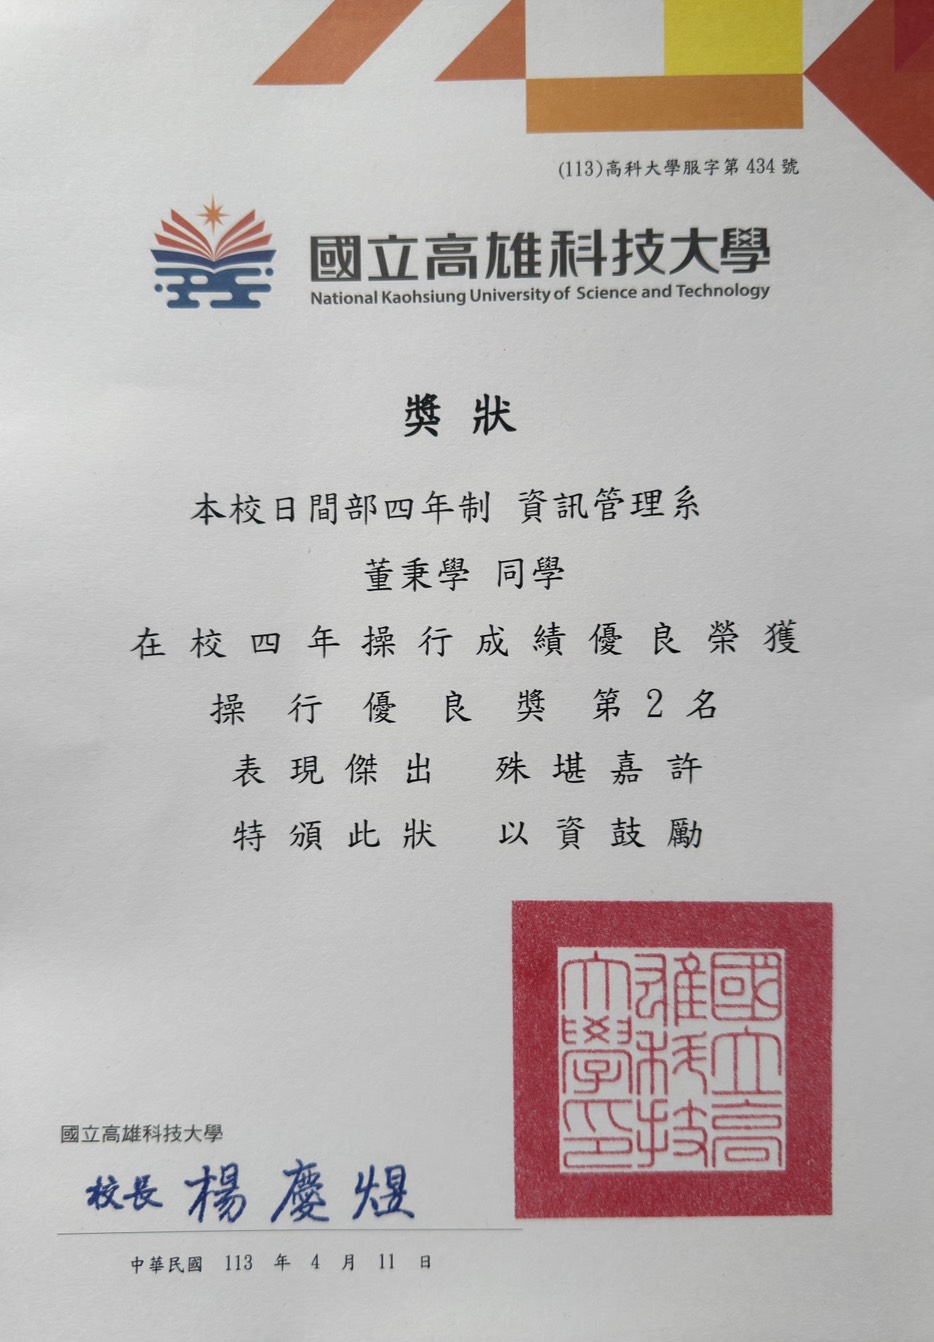 (113)高科大學服字第 434 號
國立高雄科技大學
National Kaohsiung University of Science and Technology
獎 狀
本校日間部四年制 資訊管理系
董秉學 同學
在校四年操行成績優良榮獲
操行優良獎 第2名
表現傑出 殊堪嘉許
特頒此狀 以資鼓勵
國立高
雄科技
大學印
國立高雄科技大學
校長 楊慶煜
中華民國 113 年 4 月 11 日